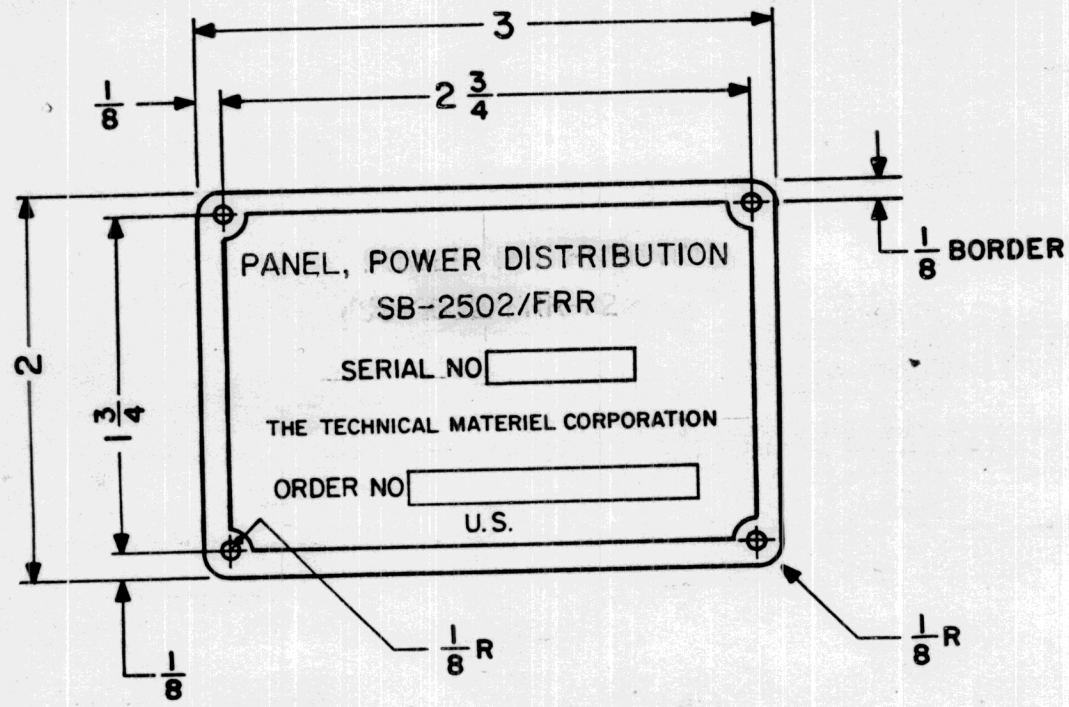 3
1/8
2 3/4
1/8 BORDER
2
1 3/4
PANEL, POWER DISTRIBUTION
SB-2502/FRR
SERIAL NO
THE TECHNICAL MATERIEL CORPORATION
ORDER NO
U.S.
1/8
1/8 R
1/8 R